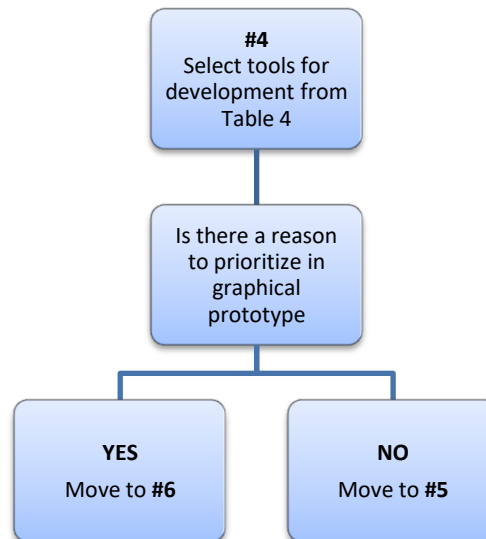 #4
Select tools for
development from
Table 4
Is there a reason
to prioritize in
graphical
prototype
YES
Move to #6
NO
Move to #5